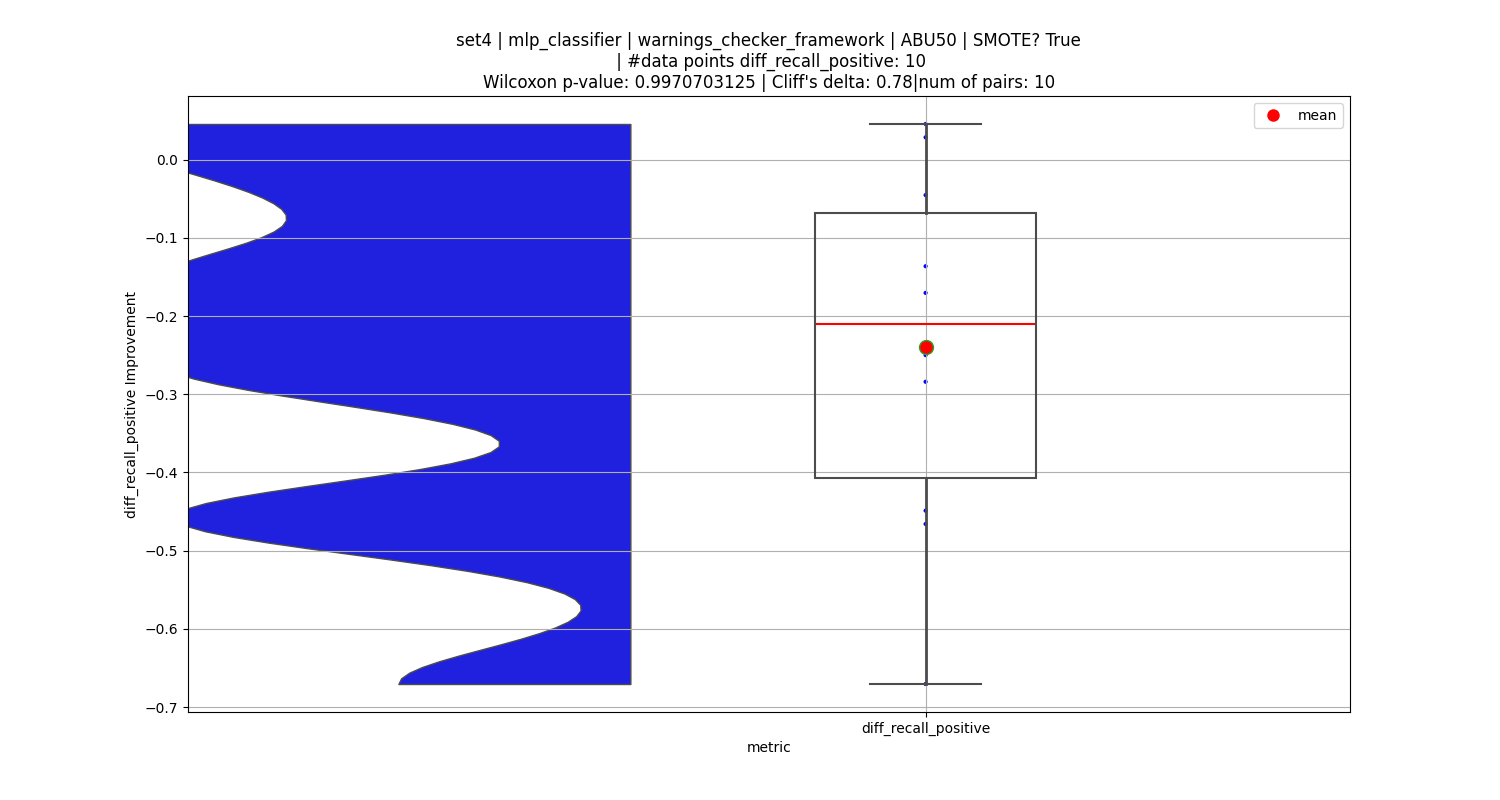 set4 | mlp_classifier | warnings_checker_framework | ABU50 | SMOTE? True
| #data points diff_recall_positive: 10
Wilcoxon p-value: 0.9970703125 | Cliff's delta: 0.78|num of pairs: 10
mean
0.0
−0.1
−0.2
−0.3
−0.4
−0.5
−0.6
−0.7
diff_recall_positive Improvement
diff_recall_positive
metric